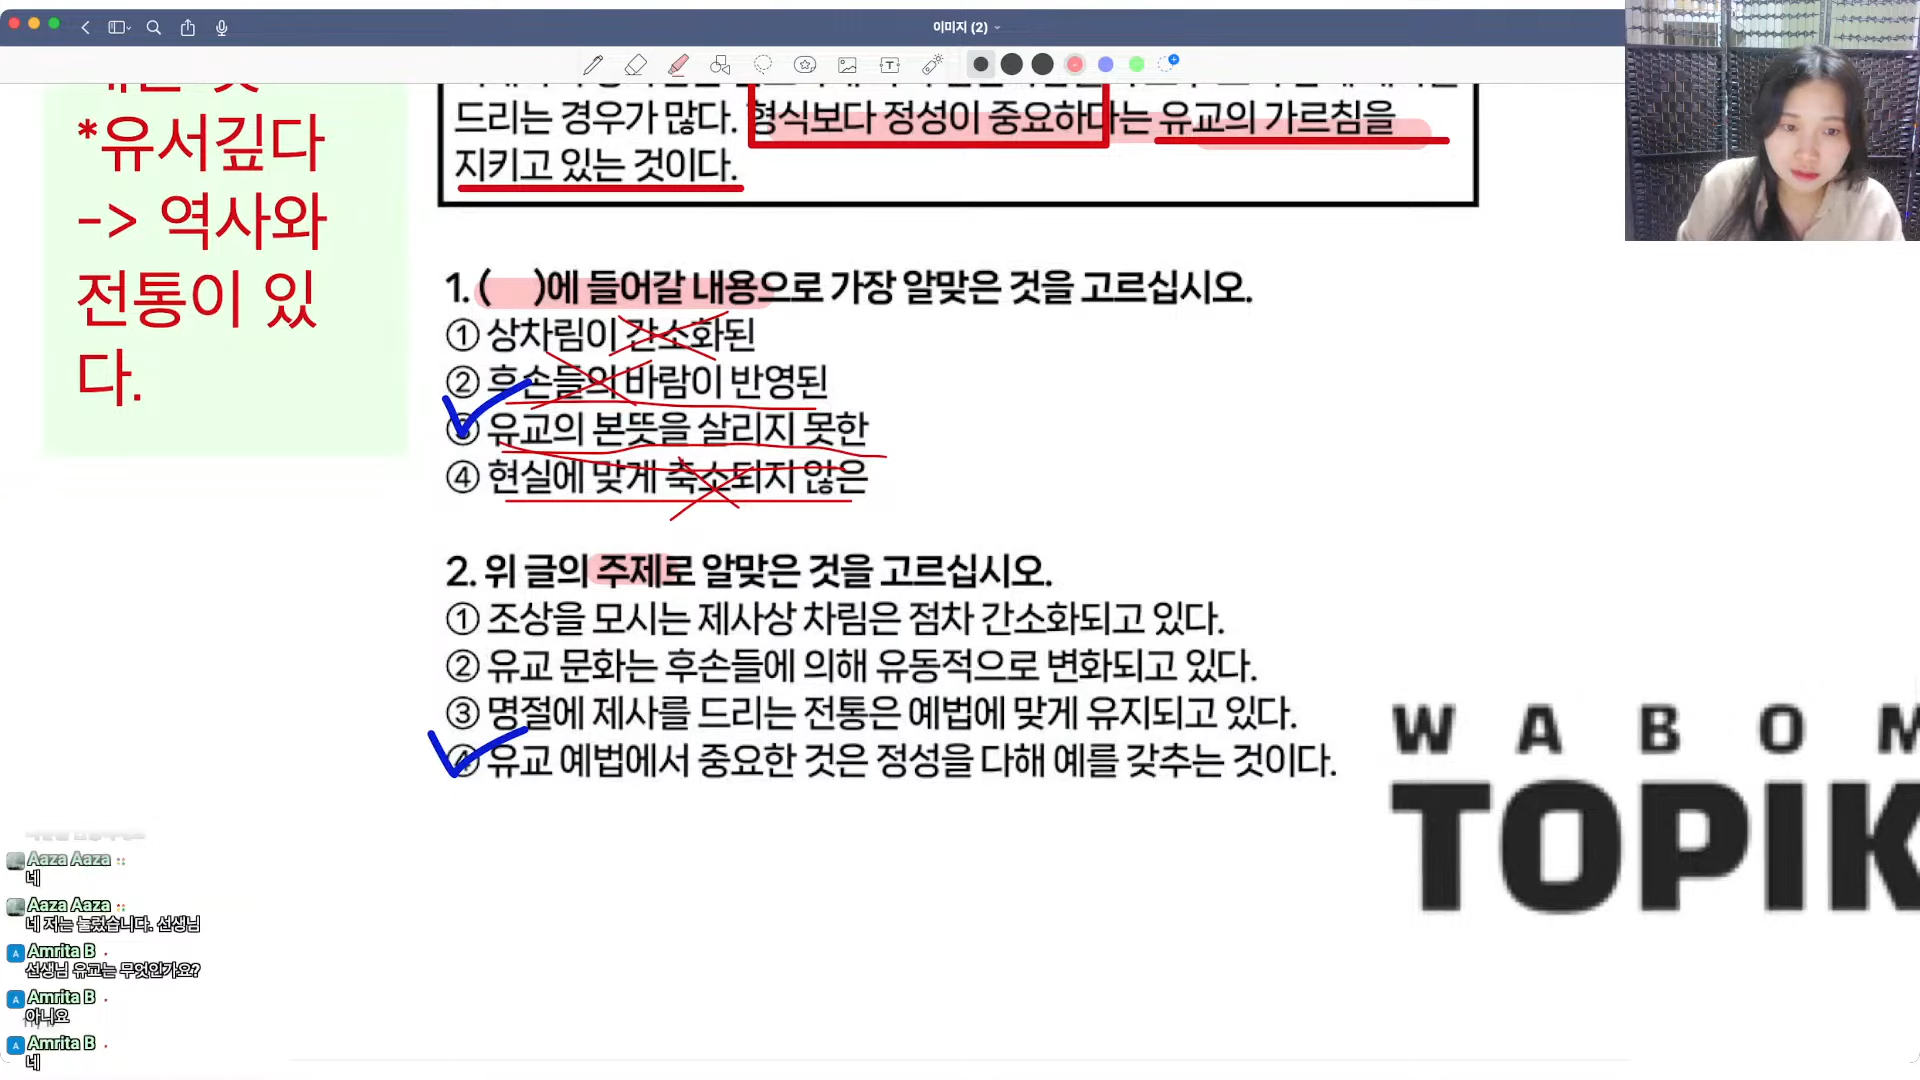 이미지 (2)
*유서깊다
-> 역사와
전통이 있
다.
드리는 경우가 많다. 형식보다 정성이 중요하다는 유교의 가르침을
지키고 있는 것이다.
1. ( )에 들어갈 내용으로 가장 알맞은 것을 고르십시오.
① 상차림이 간소화된
② 후손들의 바람이 반영된
③ 유교의 본뜻을 살리지 못한
④ 현실에 맞게 축소되지 않은
2. 위 글의 주제로 알맞은 것을 고르십시오.
① 조상을 모시는 제사상 차림은 점차 간소화되고 있다.
② 유교 문화는 후손들에 의해 유동적으로 변화되고 있다.
③ 명절에 제사를 드리는 전통은 예법에 맞게 유지되고 있다.
④ 유교 예법에서 중요한 것은 정성을 다해 예를 갖추는 것이다.
WABOM
TOPIK
Aaza Aaza
네
Aaza Aaza
네 저는 눌렀습니다. 선생님
Amrita B
선생님 유교는 무엇인가요?
Amrita B
아니요
Amrita B
네